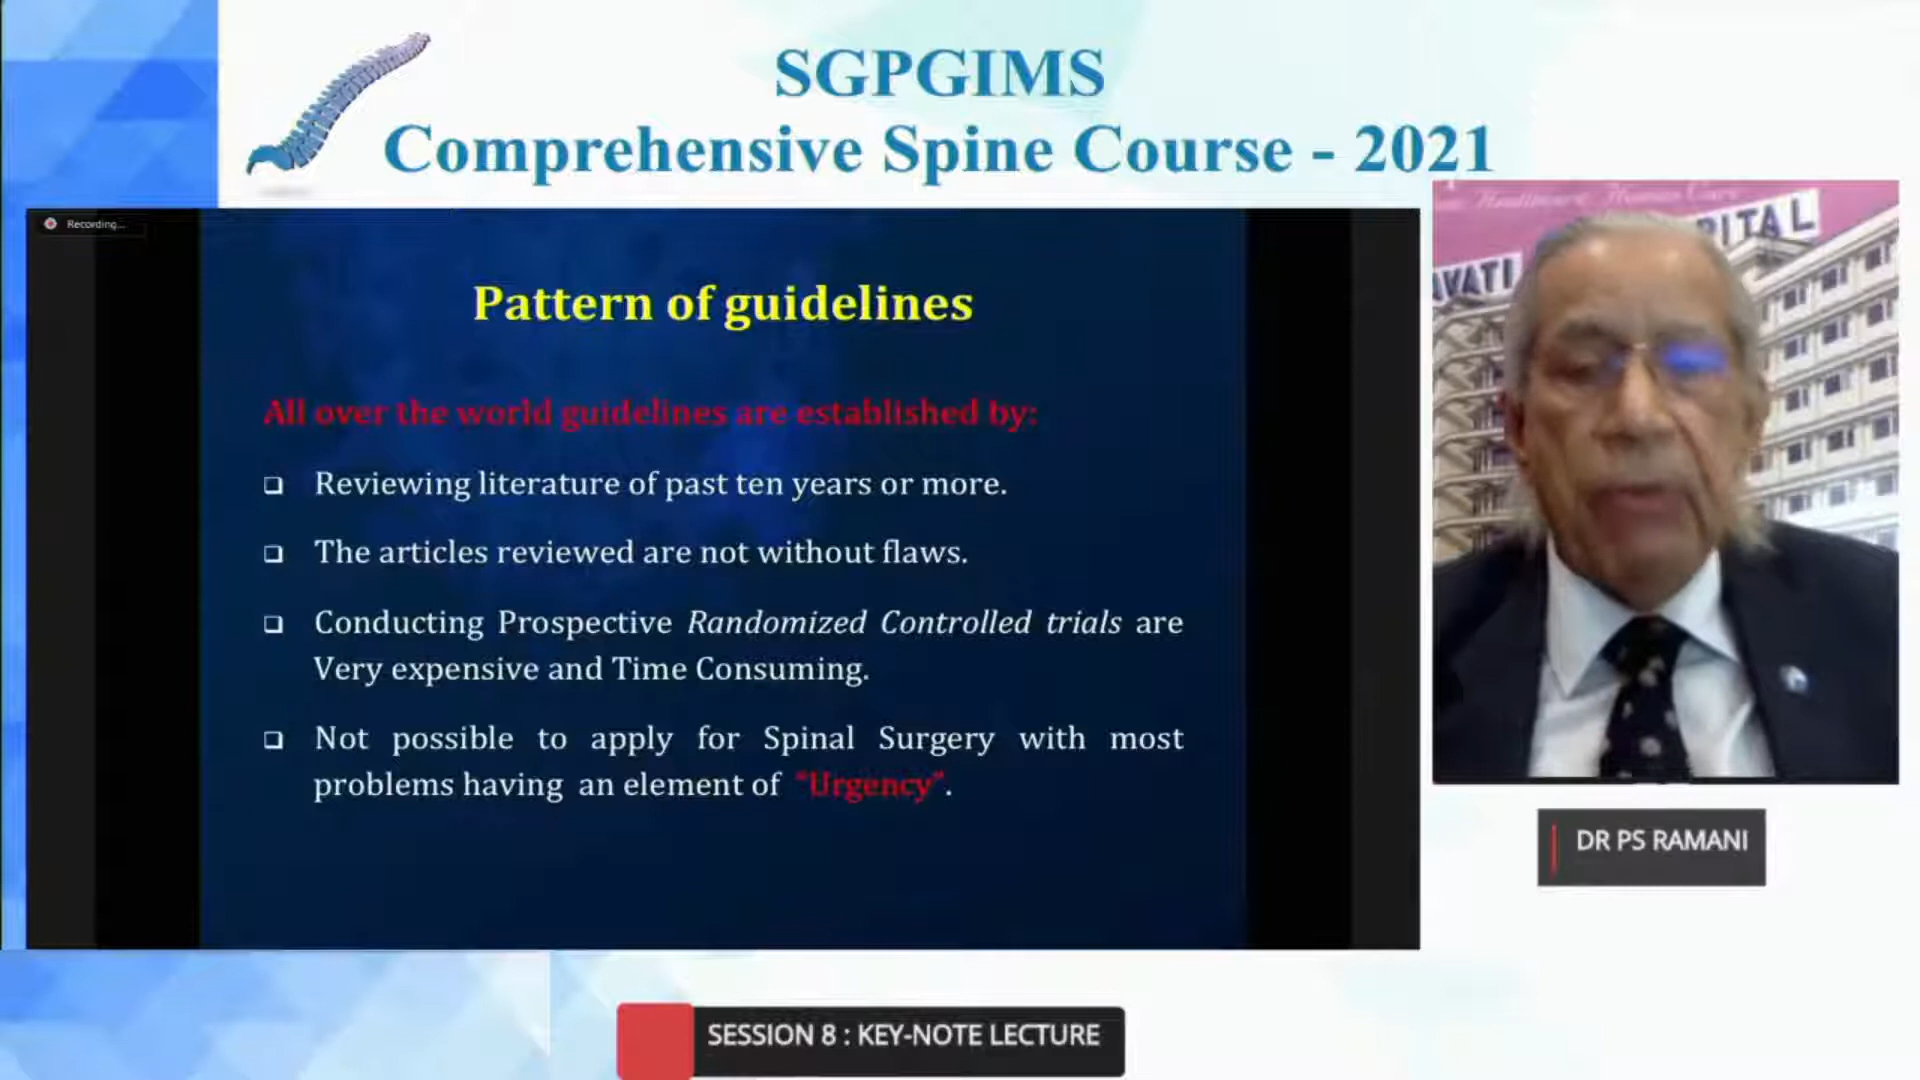 SGPGIMS
Comprehensive Spine Course - 2021
Recording...
Pattern of guidelines
All over the world guidelines are established by:
❑ Reviewing literature of past ten years or more.
❑ The articles reviewed are not without flaws.
❑ Conducting Prospective Randomized Controlled trials are
Very expensive and Time Consuming.
❑ Not possible to apply for Spinal Surgery with most
problems having an element of "Urgency".
Healthcare Human Care
DR PS RAMANI
SESSION 8 : KEY-NOTE LECTURE